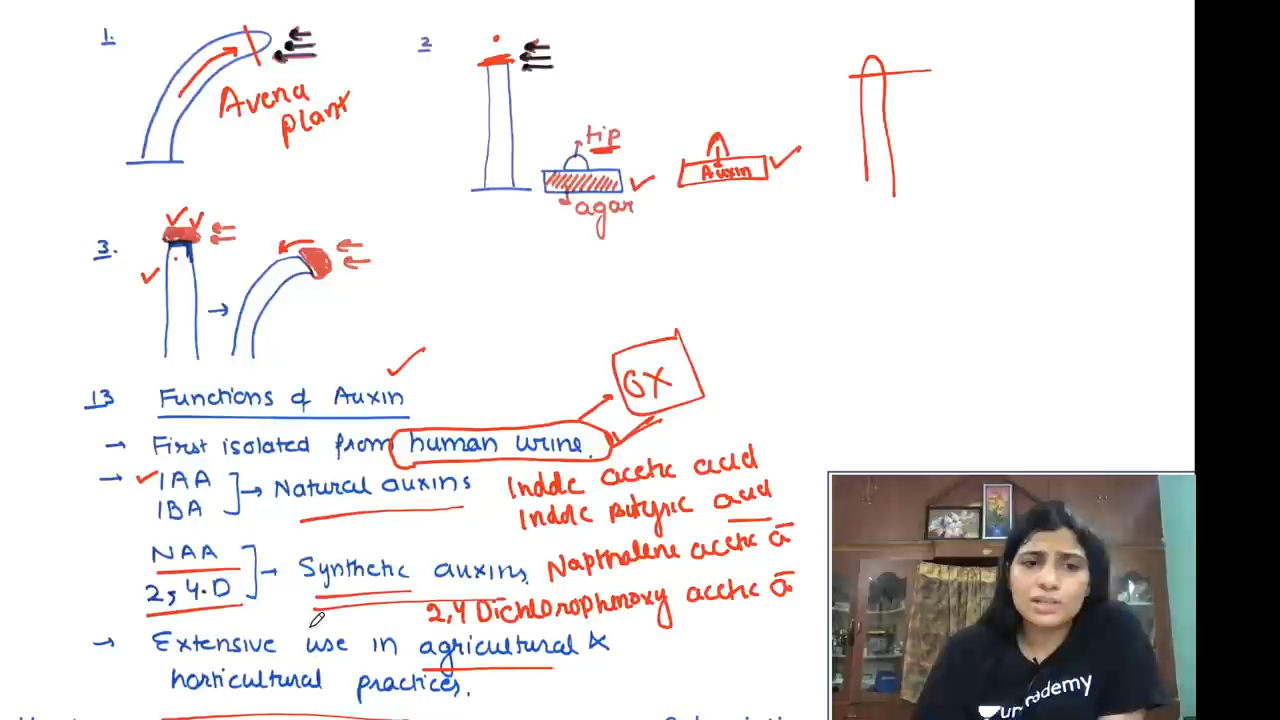 1.
Avena
plant
2
tip
agar
Auxin
3.
13 Functions of Auxin
GX
→ First isolated from human urine.
→ IAA
IBA
→ Natural auxins
Indole acetic acid
Indole Butyric acid
NAA
2,4.D
→ Synthetic auxins,
Napthalene acetic a
2,4 Dichlorophenoxy acetic a
→ Extensive use in agricultural &
horticultural practices.
unacademy